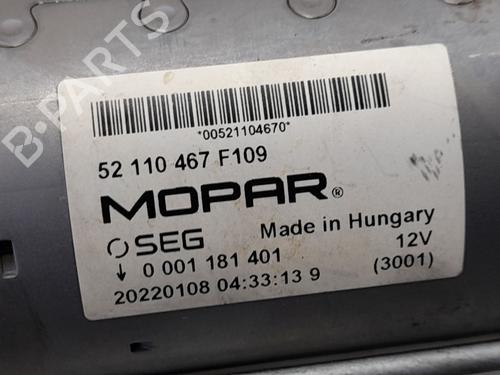 B-PARTS
*00521104670*
52 110 467 F109
MOPAR®
SEG Made in Hungary
↓ 0 001 181 401 12V
20220108 04:33:13 9 (3001)